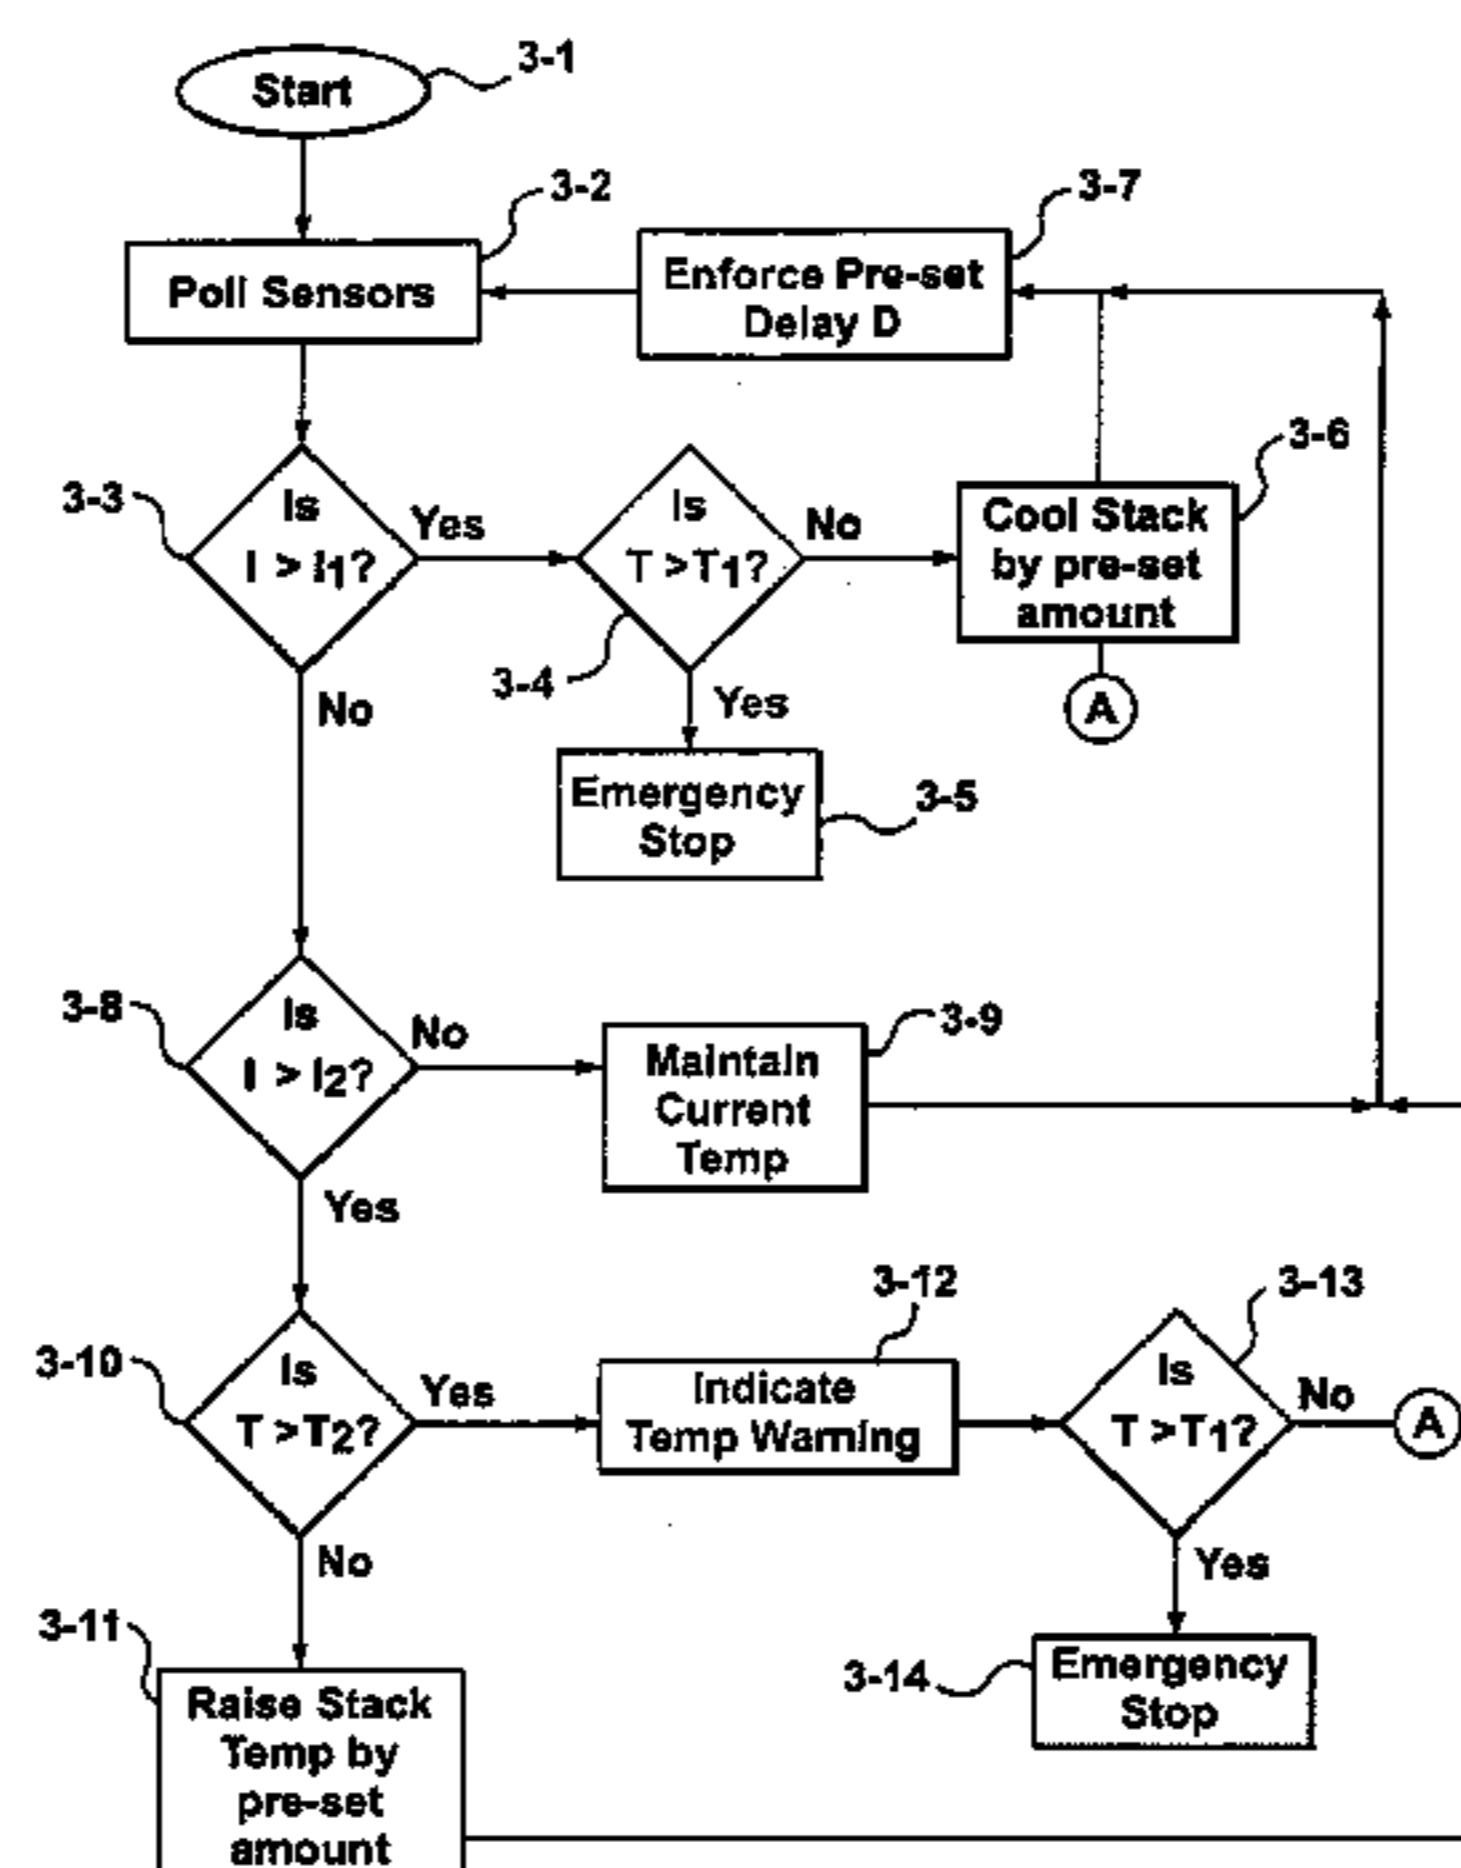 Start
3-1
3-2
3-7
Poll Sensors
Enforce Pre-set
Delay D
3-6
3-3
Is
I > I1?
Yes
Is
T >T1?
No
Cool Stack
by pre-set
amount
3-4
No
Yes
A
Emergency
Stop
3-5
3-8
Is
I > I2?
No
3-9
Maintain
Current
Temp
Yes
3-12
3-13
3-10
Is
T >T2?
Yes
Indicate
Temp Warning
Is
T >T1?
No
A
No
Yes
3-11
3-14
Emergency
Stop
Raise Stack
Temp by
pre-set
amount